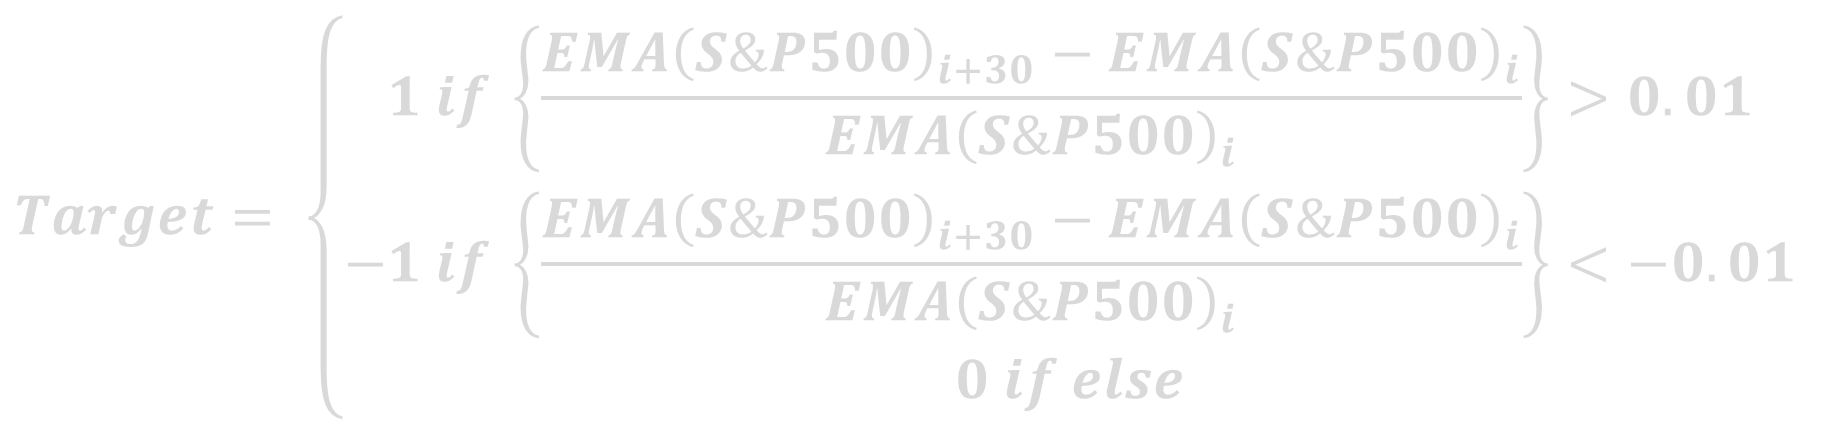 Target = { 1 if { (EMA(S&P500)_{i+30} − EMA(S&P500)_i) / EMA(S&P500)_i } > 0.01
−1 if { (EMA(S&P500)_{i+30} − EMA(S&P500)_i) / EMA(S&P500)_i } < −0.01
0 if else